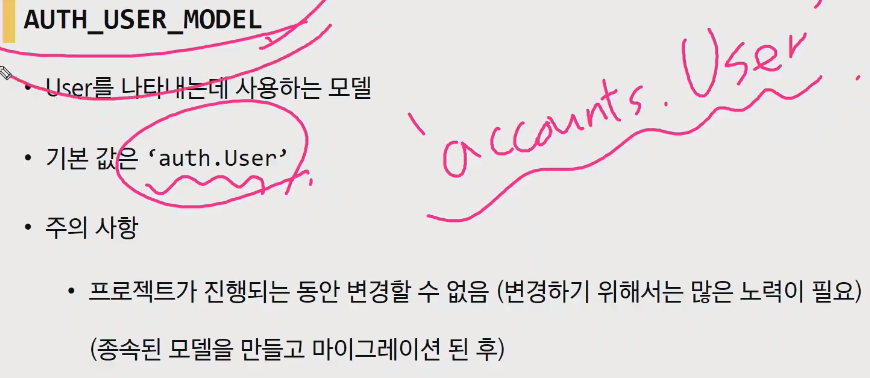 AUTH_USER_MODEL
• User를 나타내는데 사용하는 모델
'accounts.User'
• 기본 값은 ‘auth.User’
• 주의 사항
• 프로젝트가 진행되는 동안 변경할 수 없음 (변경하기 위해서는 많은 노력이 필요)
(종속된 모델을 만들고 마이그레이션 된 후)